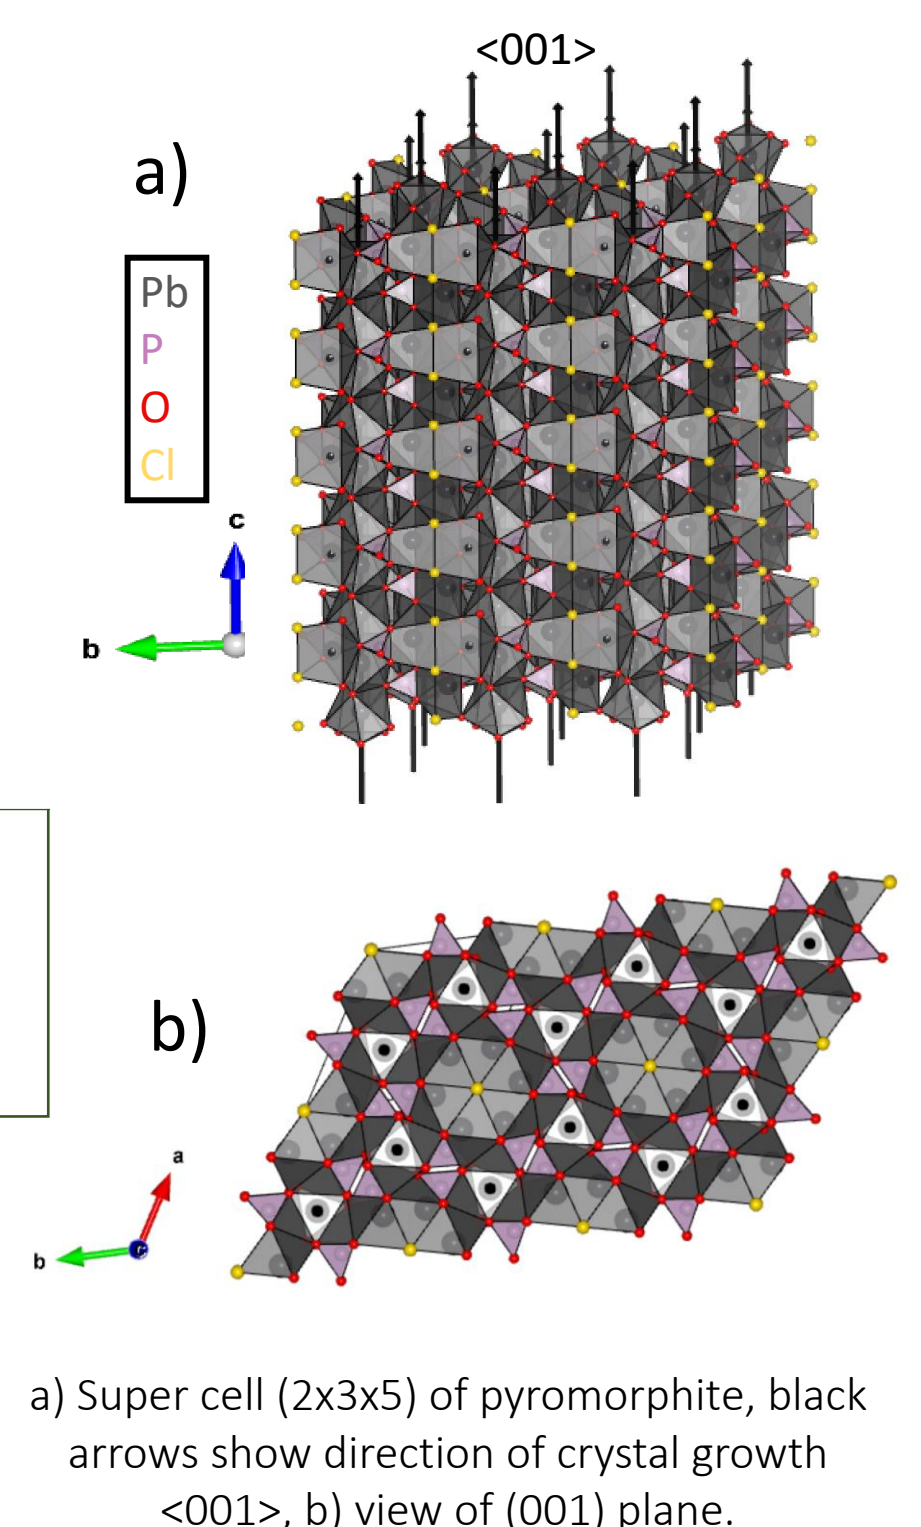 <001>
a)
Pb
P
O
Cl
c
b
b)
a
b
c
a) Super cell (2x3x5) of pyromorphite, black
arrows show direction of crystal growth
<001>, b) view of (001) plane.